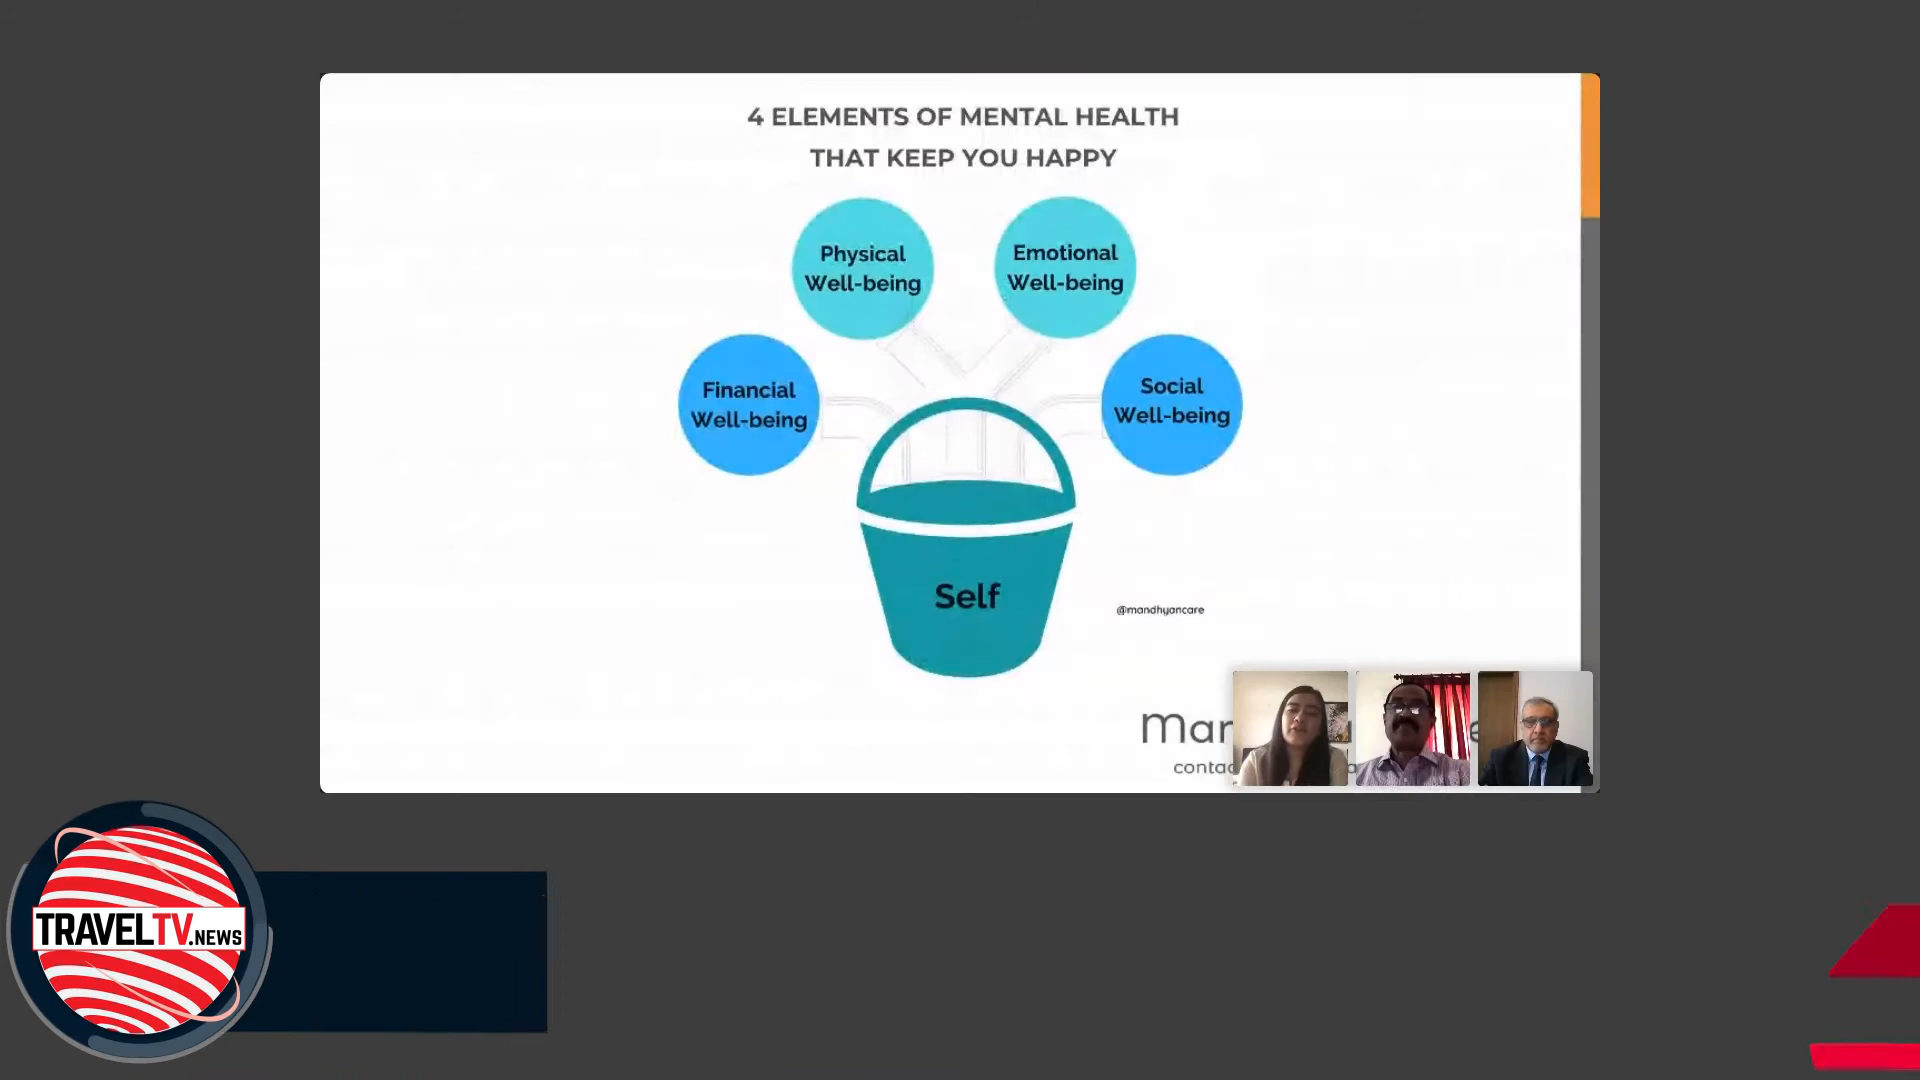 4 ELEMENTS OF MENTAL HEALTH
THAT KEEP YOU HAPPY
Physical
Well-being
Emotional
Well-being
Financial
Well-being
Social
Well-being
Self
@mandhyancare
TRAVELTV.NEWS